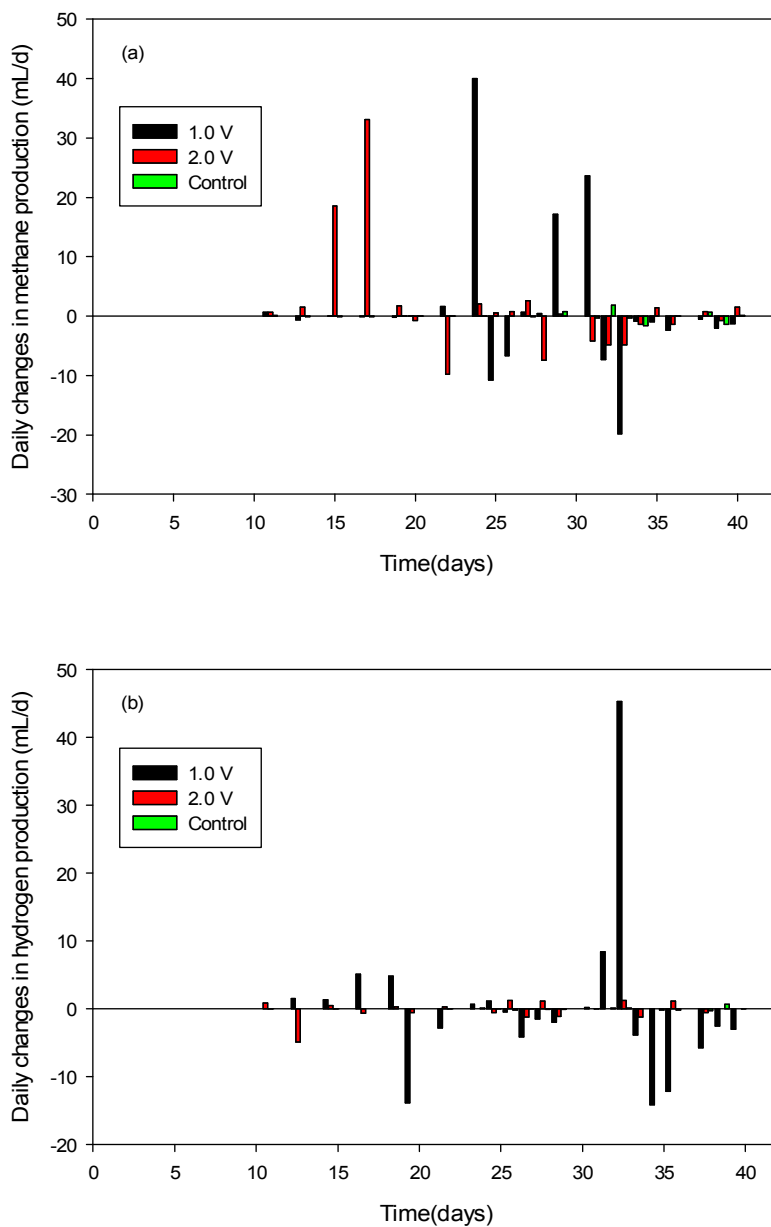 Daily changes in methane production (mL/d)
50
40
30
20
10
0
-10
-20
-30
(a)
1.0 V
2.0 V
Control
0 5 10 15 20 25 30 35 40
Time(days)
Daily changes in hydrogen production (mL/d)
50
40
30
20
10
0
-10
-20
(b)
1.0 V
2.0 V
Control
0 5 10 15 20 25 30 35 40
Time(days)